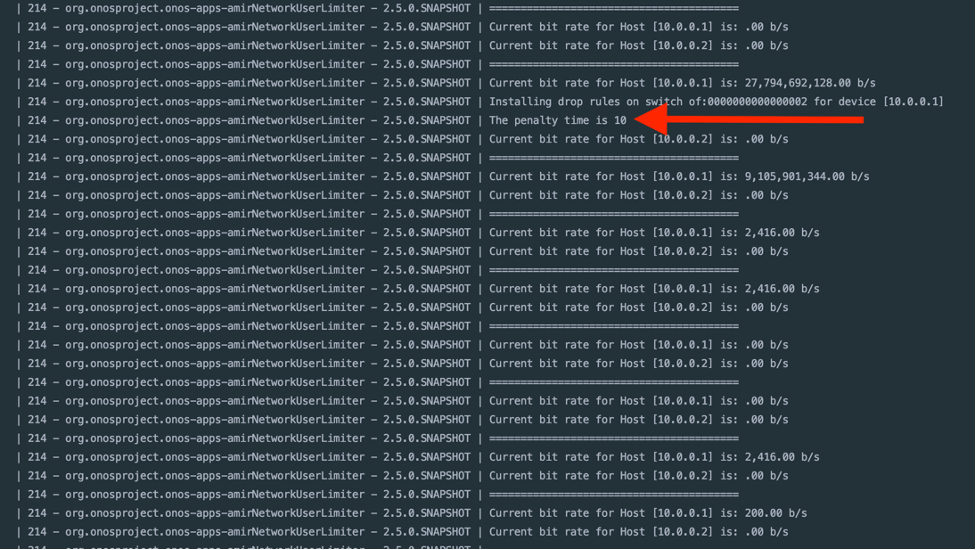 | 214 – org.onosproject.onos-apps-amirNetworkUserLimiter – 2.5.0.SNAPSHOT | ========================================
| 214 – org.onosproject.onos-apps-amirNetworkUserLimiter – 2.5.0.SNAPSHOT | Current bit rate for Host [10.0.0.1] is: .00 b/s
| 214 – org.onosproject.onos-apps-amirNetworkUserLimiter – 2.5.0.SNAPSHOT | Current bit rate for Host [10.0.0.2] is: .00 b/s
| 214 – org.onosproject.onos-apps-amirNetworkUserLimiter – 2.5.0.SNAPSHOT | ========================================
| 214 – org.onosproject.onos-apps-amirNetworkUserLimiter – 2.5.0.SNAPSHOT | Current bit rate for Host [10.0.0.1] is: 27,794,692,128.00 b/s
| 214 – org.onosproject.onos-apps-amirNetworkUserLimiter – 2.5.0.SNAPSHOT | Installing drop rules on switch of:0000000000000002 for device [10.0.0.1]
| 214 – org.onosproject.onos-apps-amirNetworkUserLimiter – 2.5.0.SNAPSHOT | The penalty time is 10
| 214 – org.onosproject.onos-apps-amirNetworkUserLimiter – 2.5.0.SNAPSHOT | Current bit rate for Host [10.0.0.2] is: .00 b/s
| 214 – org.onosproject.onos-apps-amirNetworkUserLimiter – 2.5.0.SNAPSHOT | ========================================
| 214 – org.onosproject.onos-apps-amirNetworkUserLimiter – 2.5.0.SNAPSHOT | Current bit rate for Host [10.0.0.1] is: 9,105,901,344.00 b/s
| 214 – org.onosproject.onos-apps-amirNetworkUserLimiter – 2.5.0.SNAPSHOT | Current bit rate for Host [10.0.0.2] is: .00 b/s
| 214 – org.onosproject.onos-apps-amirNetworkUserLimiter – 2.5.0.SNAPSHOT | ========================================
| 214 – org.onosproject.onos-apps-amirNetworkUserLimiter – 2.5.0.SNAPSHOT | Current bit rate for Host [10.0.0.1] is: 2,416.00 b/s
| 214 – org.onosproject.onos-apps-amirNetworkUserLimiter – 2.5.0.SNAPSHOT | Current bit rate for Host [10.0.0.2] is: .00 b/s
| 214 – org.onosproject.onos-apps-amirNetworkUserLimiter – 2.5.0.SNAPSHOT | ========================================
| 214 – org.onosproject.onos-apps-amirNetworkUserLimiter – 2.5.0.SNAPSHOT | Current bit rate for Host [10.0.0.1] is: 2,416.00 b/s
| 214 – org.onosproject.onos-apps-amirNetworkUserLimiter – 2.5.0.SNAPSHOT | Current bit rate for Host [10.0.0.2] is: .00 b/s
| 214 – org.onosproject.onos-apps-amirNetworkUserLimiter – 2.5.0.SNAPSHOT | ========================================
| 214 – org.onosproject.onos-apps-amirNetworkUserLimiter – 2.5.0.SNAPSHOT | Current bit rate for Host [10.0.0.1] is: .00 b/s
| 214 – org.onosproject.onos-apps-amirNetworkUserLimiter – 2.5.0.SNAPSHOT | Current bit rate for Host [10.0.0.2] is: .00 b/s
| 214 – org.onosproject.onos-apps-amirNetworkUserLimiter – 2.5.0.SNAPSHOT | ========================================
| 214 – org.onosproject.onos-apps-amirNetworkUserLimiter – 2.5.0.SNAPSHOT | Current bit rate for Host [10.0.0.1] is: .00 b/s
| 214 – org.onosproject.onos-apps-amirNetworkUserLimiter – 2.5.0.SNAPSHOT | Current bit rate for Host [10.0.0.2] is: .00 b/s
| 214 – org.onosproject.onos-apps-amirNetworkUserLimiter – 2.5.0.SNAPSHOT | ========================================
| 214 – org.onosproject.onos-apps-amirNetworkUserLimiter – 2.5.0.SNAPSHOT | Current bit rate for Host [10.0.0.1] is: 2,416.00 b/s
| 214 – org.onosproject.onos-apps-amirNetworkUserLimiter – 2.5.0.SNAPSHOT | Current bit rate for Host [10.0.0.2] is: .00 b/s
| 214 – org.onosproject.onos-apps-amirNetworkUserLimiter – 2.5.0.SNAPSHOT | ========================================
| 214 – org.onosproject.onos-apps-amirNetworkUserLimiter – 2.5.0.SNAPSHOT | Current bit rate for Host [10.0.0.1] is: 200.00 b/s
| 214 – org.onosproject.onos-apps-amirNetworkUserLimiter – 2.5.0.SNAPSHOT | Current bit rate for Host [10.0.0.2] is: .00 b/s